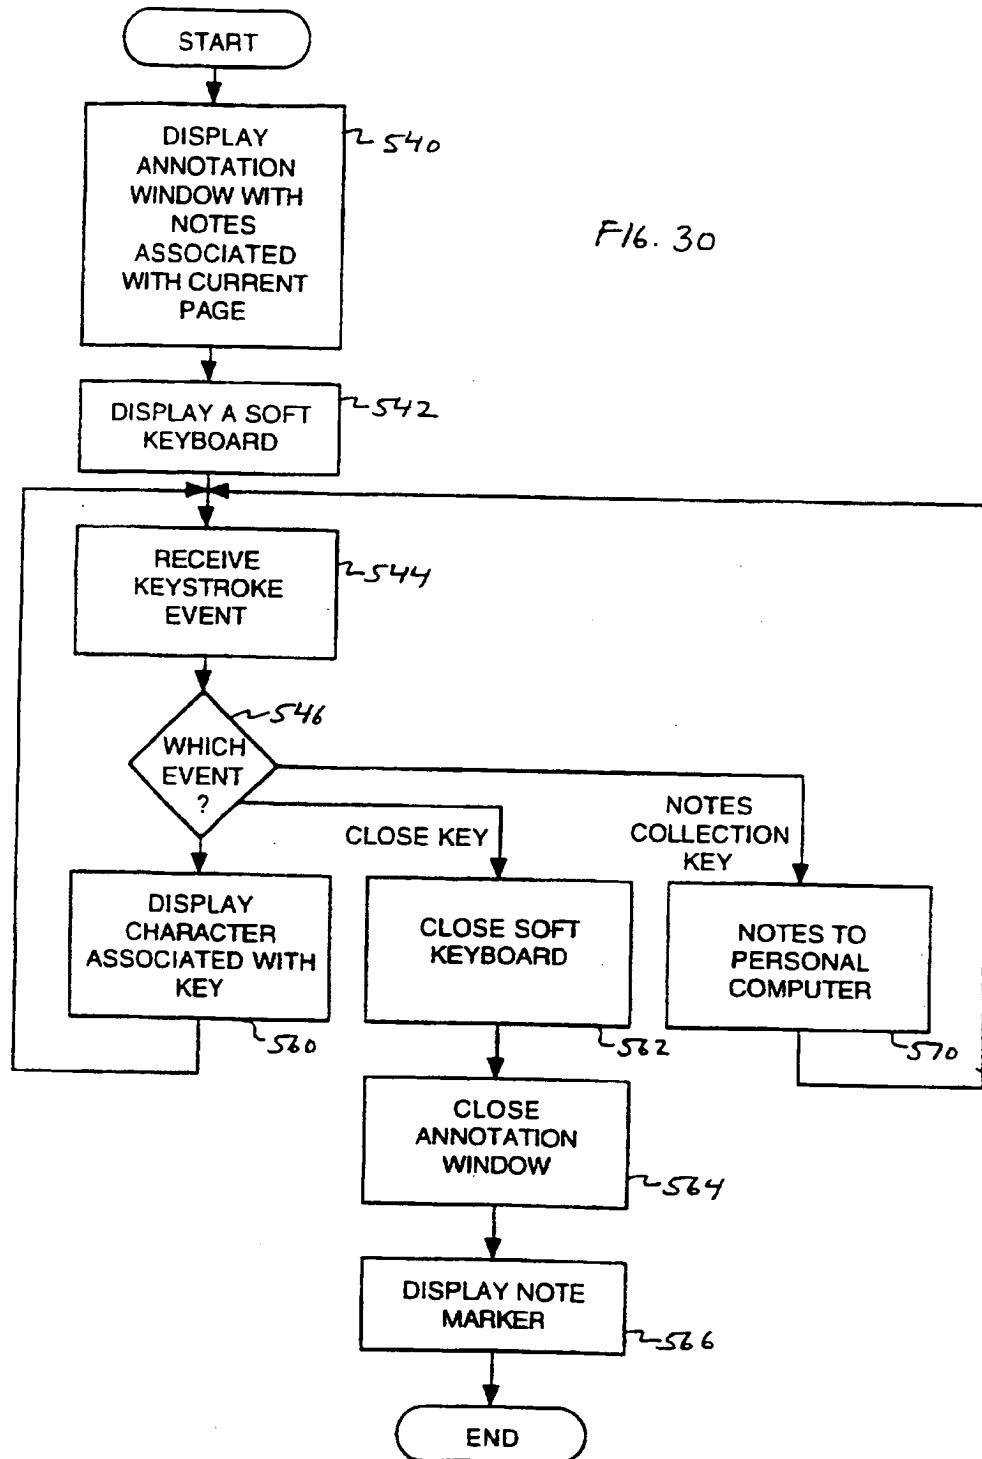 START
DISPLAY
ANNOTATION
WINDOW WITH
NOTES
ASSOCIATED
WITH CURRENT
PAGE
540
FIG. 30
DISPLAY A SOFT
KEYBOARD
542
RECEIVE
KEYSTROKE
EVENT
544
WHICH
EVENT
?
546
CLOSE KEY
NOTES
COLLECTION
KEY
DISPLAY
CHARACTER
ASSOCIATED WITH
KEY
560
CLOSE SOFT
KEYBOARD
562
NOTES TO
PERSONAL
COMPUTER
570
CLOSE
ANNOTATION
WINDOW
564
DISPLAY NOTE
MARKER
566
END